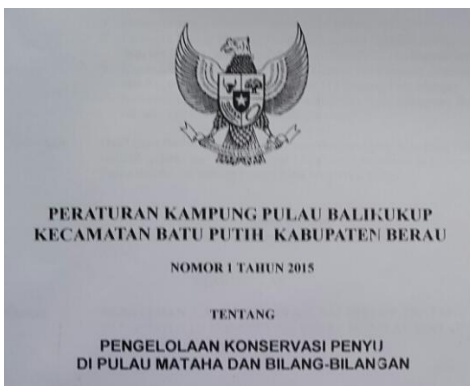 PERATURAN KAMPUNG PULAU BALIKUKUP
KECAMATAN BATU PUTIH KABUPATEN BERAU
NOMOR 1 TAHUN 2015
TENTANG
PENGELOLAAN KONSERVASI PENYU
DI PULAU MATAHA DAN BILANG-BILANGAN